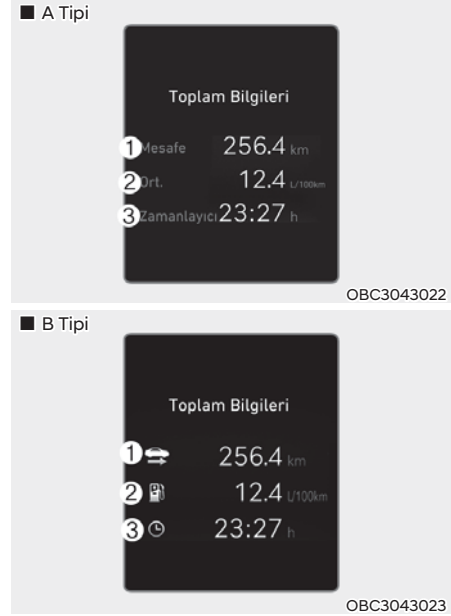 ■ A Tipi
Toplam Bilgileri
1 Mesafe 256.4 km
2 Ort. 12.4 L/100km
3 Zamanlayıcı 23:27 h
OBC3043022
■ B Tipi
Toplam Bilgileri
1 256.4 km
2 12.4 L/100km
3 23:27 h
OBC3043023